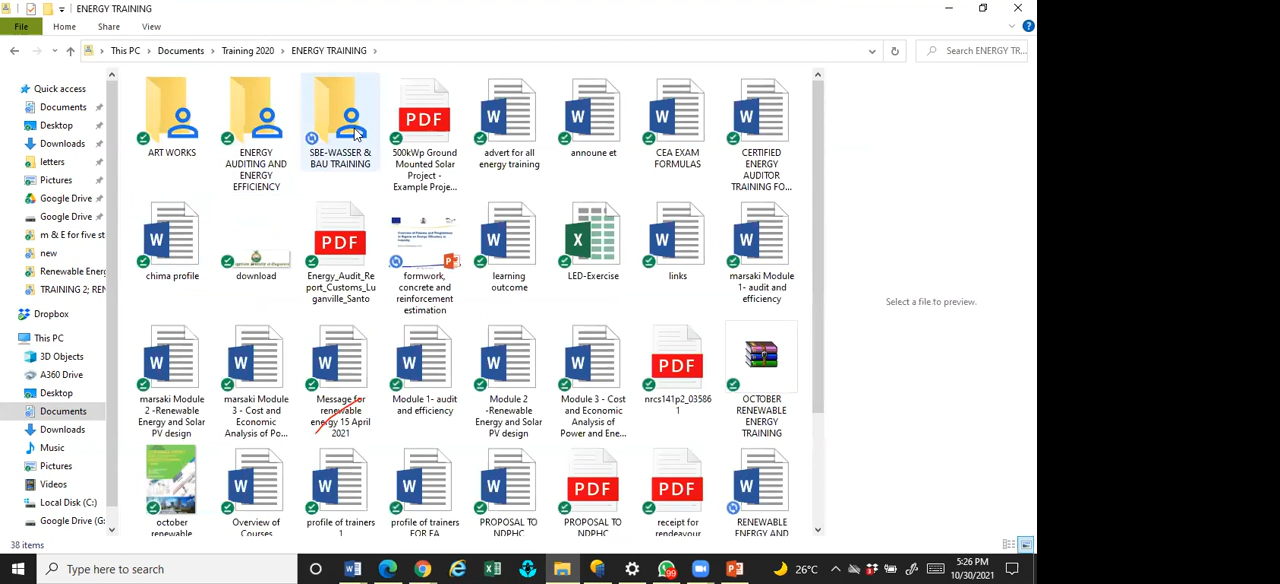 ENERGY TRAINING
File Home Share View
This PC > Documents > Training 2020 > ENERGY TRAINING >
Search ENERGY TR...
Quick access
Documents
Desktop
Downloads
letters
Pictures
Google Drive
Google Drive
m & E for five st
new
Renewable Energ
TRAINING 2; REN
Dropbox
This PC
3D Objects
A360 Drive
Desktop
Documents
Downloads
Music
Pictures
Videos
Local Disk (C:)
Google Drive (G:
ART WORKS
ENERGY
AUDITING AND
ENERGY
EFFICIENCY
SBE-WASSER &
BAU TRAINING
PDF
500kWp Ground
Mounted Solar
Project -
Example Proje...
advert for all
energy training
announe et
CEA EXAM
FORMULAS
CERTIFIED
ENERGY
AUDITOR
TRAINING FO...
chima profile
download
PDF
Energy_Audit_Re
port_Customs_Lu
ganville_Santo
formwork,
concrete and
reinforcement
estimation
learning
outcome
LED-Exercise
links
marsaki Module
1- audit and
efficiency
marsaki Module
2 -Renewable
Energy and Solar
PV design
marsaki Module
3 - Cost and
Economic
Analysis of Po...
Message for
renewable
energy 15 April
2021
Module 1- audit
and efficiency
Module 2
-Renewable
Energy and Solar
PV design
Module 3 - Cost
and Economic
Analysis of
Power and Ene...
PDF
nrcs141p2_03586
1
OCTOBER
RENEWABLE
ENERGY
TRAINING
october
renewable
Overview of
Courses
profile of trainers
1
profile of trainers
FOR EA
PROPOSAL TO
NDPHC
PDF
PROPOSAL TO
NDPHC
PDF
receipt for
rendeavour
RENEWABLE
ENERGY AND
Select a file to preview.
38 items
Type here to search
99
26°C
5:26 PM
10/30/2021